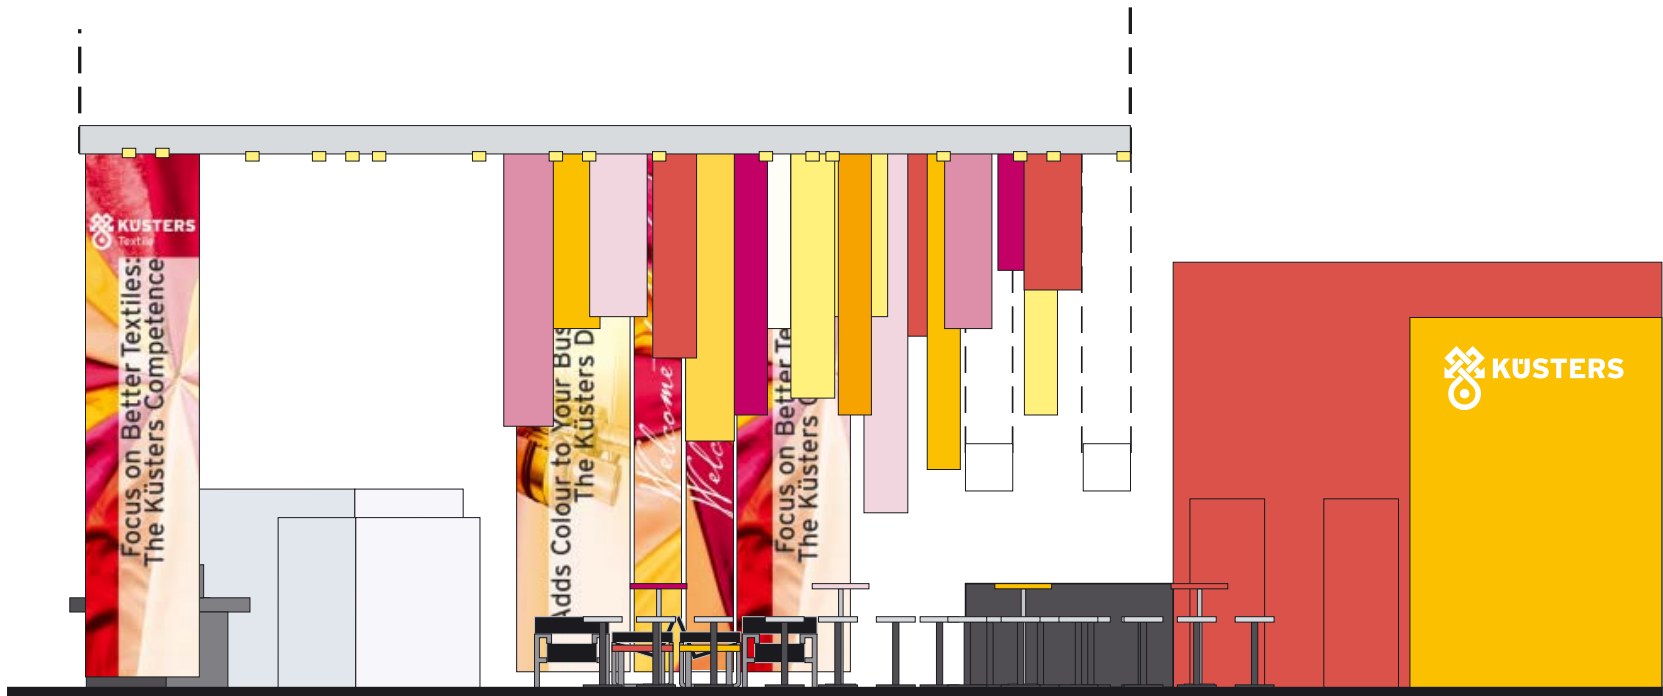 KÜSTERS
Textile
Focus on Better Textiles:
The Küsters Competence
Adds Colour to Your Bus
The Küsters D
Welcome
Welc
Focus on Better Te
The Küsters
KÜSTERS